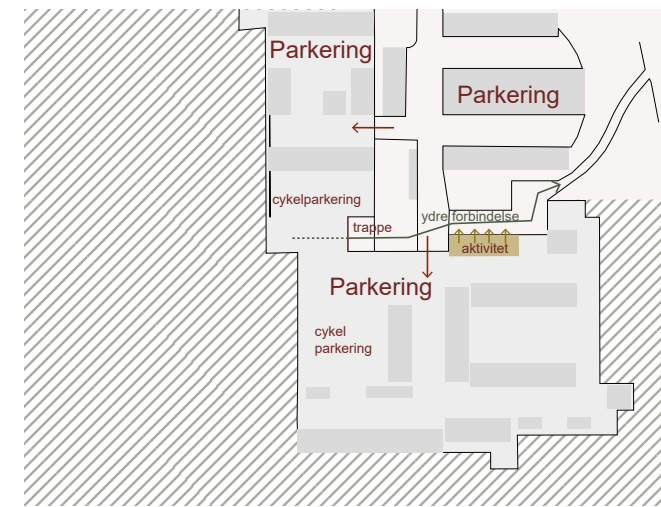 Parkering
Parkering
cykelparkering
trappe
ydre forbindelse
aktivitet
Parkering
cykel
parkering